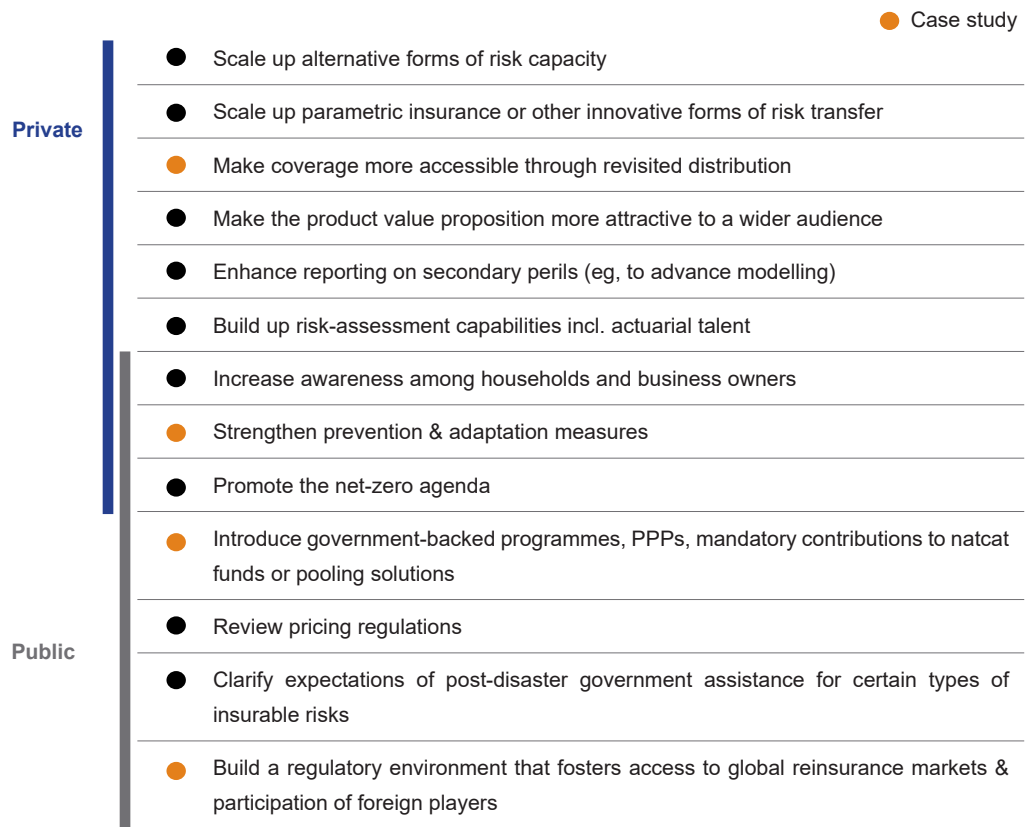 Case study
Scale up alternative forms of risk capacity
Private
Scale up parametric insurance or other innovative forms of risk transfer
Make coverage more accessible through revisited distribution
Make the product value proposition more attractive to a wider audience
Enhance reporting on secondary perils (eg, to advance modelling)
Build up risk-assessment capabilities incl. actuarial talent
Increase awareness among households and business owners
Strengthen prevention & adaptation measures
Promote the net-zero agenda
Introduce government-backed programmes, PPPs, mandatory contributions to natcat
funds or pooling solutions
Review pricing regulations
Public
Clarify expectations of post-disaster government assistance for certain types of
insurable risks
Build a regulatory environment that fosters access to global reinsurance markets &
participation of foreign players